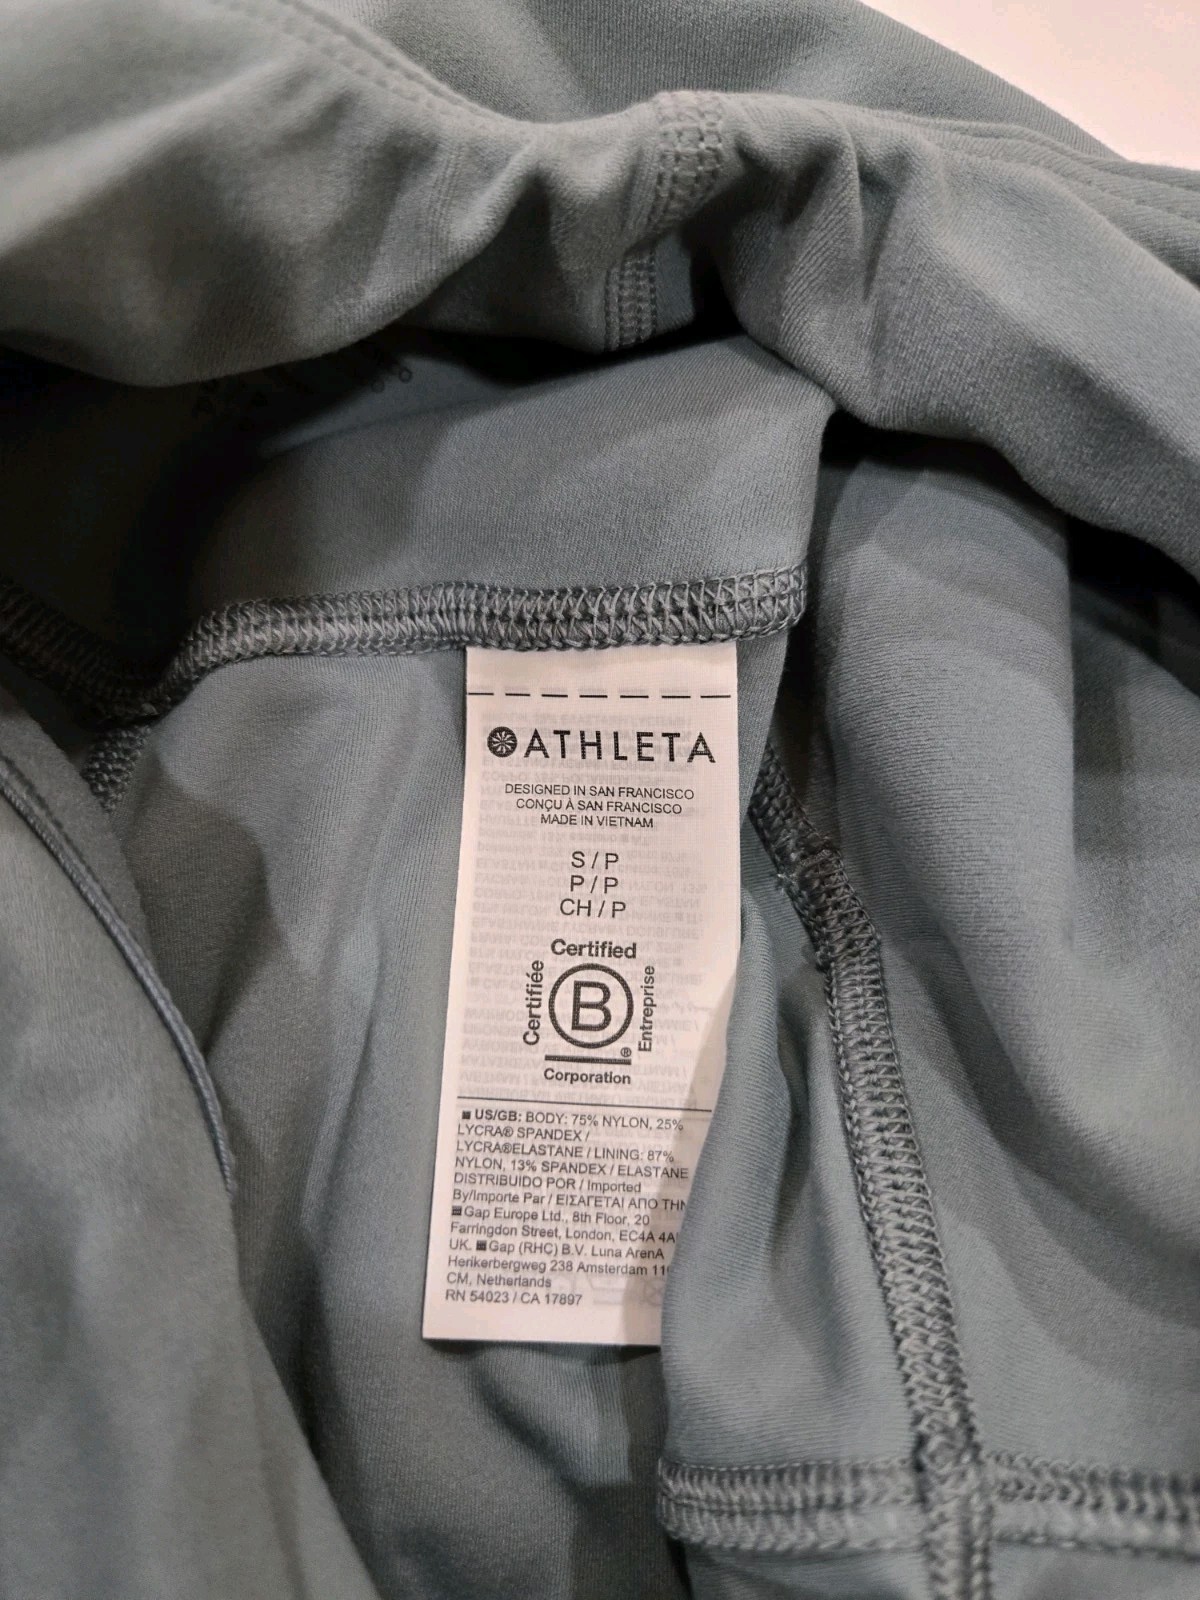 ATHLETA
DESIGNED IN SAN FRANCISCO
CONÇU À SAN FRANCISCO
MADE IN VIETNAM
S / P
P / P
CH / P
Certified
Certifiée
B
Entreprise
®
Corporation
US/GB: BODY: 75% NYLON, 25%
LYCRA® SPANDEX /
LYCRA®ELASTANE / LINING: 87%
NYLON, 13% SPANDEX / ELASTANE
DISTRIBUIDO POR / Imported
By/Importe Par / ΕΙΣΑΓΕΤΑΙ ΑΠΟ ΤΗΝ
Gap Europe Ltd., 8th Floor, 20
Farringdon Street, London, EC4A
UK. Gap (RHC) B.V. Luna ArenA
Herikerbergweg 238 Amsterdam
CM, Netherlands
RN 54023 / CA 17897